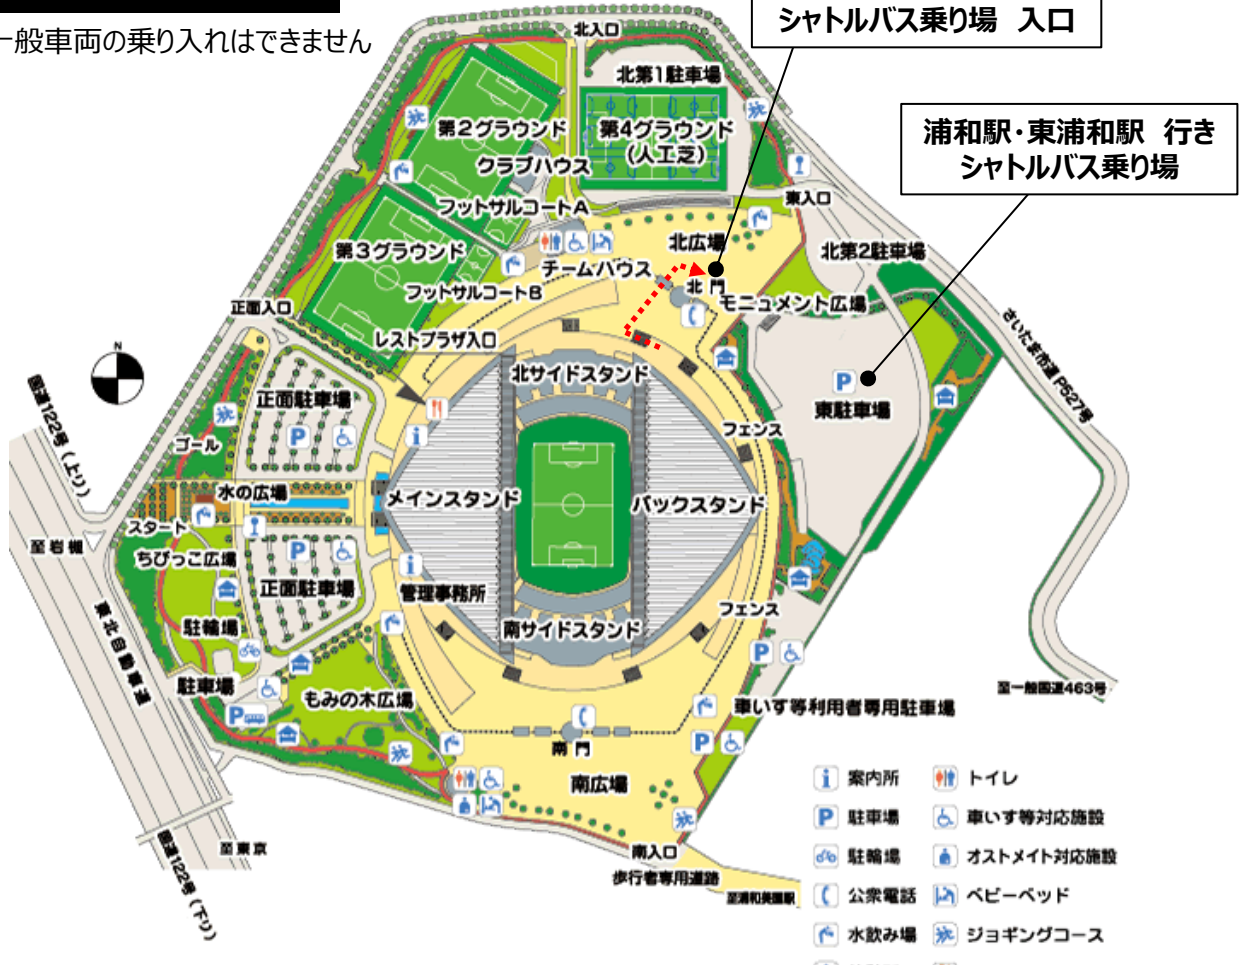 一般車両の乗り入れはできません
シャトルバス乗り場 入口
浦和駅・東浦和駅 行き
シャトルバス乗り場
北入口
北第1駐車場
第2グラウンド
第4グラウンド
(人工芝)
クラブハウス
フットサルコートA
東入口
第3グラウンド
北広場
北第2駐車場
チームハウス
北門
フットサルコートB
モニュメント広場
正面入口
レストプラザ入口
さいたま市道 P527号
N
国道122号(上り)
北サイドスタンド
正面駐車場
東駐車場
フェンス
ゴール
水の広場
メインスタンド
バックスタンド
スタート
至岩槻
ちびっこ広場
正面駐車場
管理事務所
フェンス
東北自動車道
駐輪場
南サイドスタンド
駐車場
もみの木広場
至一般国道463号
車いす等利用者専用駐車場
南門
南広場
至東京
国道122号(下り)
南入口
歩行者専用道路
至浦和美園駅
案内所
トイレ
駐車場
車いす等対応施設
駐輪場
オストメイト対応施設
公衆電話
ベビーベッド
水飲み場
ジョギングコース